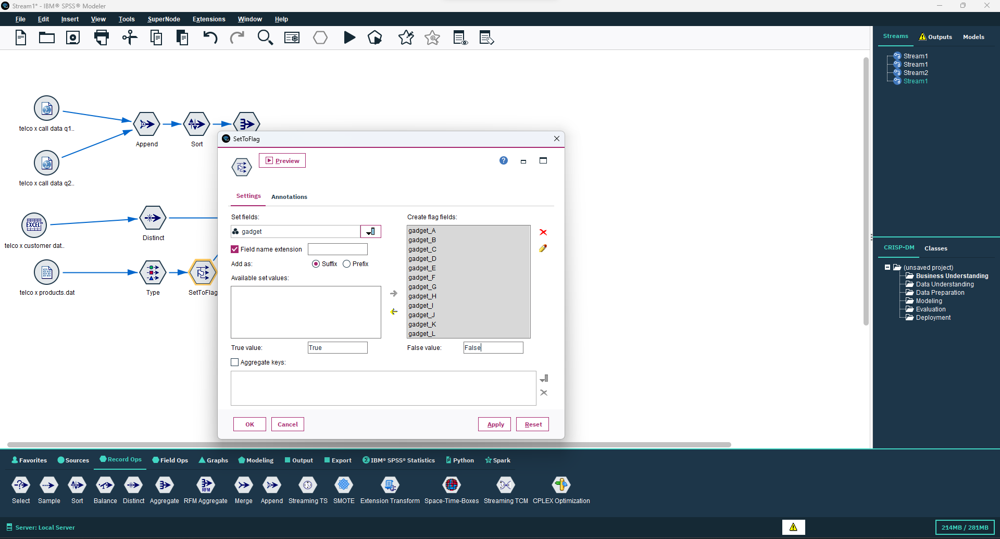 Stream1* - IBM® SPSS® Modeler
File Edit Insert View Tools SuperNode Extensions Window Help
Streams Outputs Models
Stream1
Stream1
Stream2
Stream1
telco x call data q1..
Append
Sort
telco x call data q2..
EXCEL
telco x customer dat..
Distinct
telco x products.dat
Type
SetToFlag
SetToFlag
Preview
?
Settings Annotations
Set fields:
gadget
Field name extension
Add as: Suffix Prefix
Available set values:
Create flag fields:
gadget_A
gadget_B
gadget_C
gadget_D
gadget_E
gadget_F
gadget_G
gadget_H
gadget_I
gadget_J
gadget_K
gadget_L
True value: True False value: False
Aggregate keys:
OK Cancel Apply Reset
CRISP-DM Classes
(unsaved project)
Business Understanding
Data Understanding
Data Preparation
Modeling
Evaluation
Deployment
Favorites Sources Record Ops Field Ops Graphs Modeling Output Export IBM® SPSS® Statistics Python Spark
RFM
Select Sample Sort Balance Distinct Aggregate RFM Aggregate Merge Append Streaming TS SMOTE Extension Transform Space-Time-Boxes Streaming TCM CPLEX Optimization
Server: Local Server
214MB / 281MB